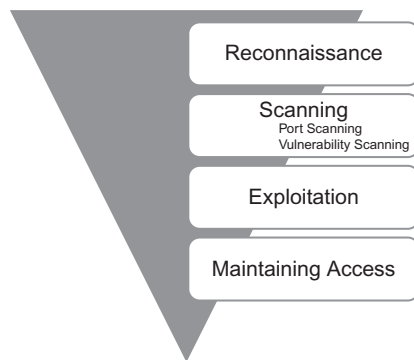 Reconnaissance
Scanning
Port Scanning
Vulnerability Scanning
Exploitation
Maintaining Access